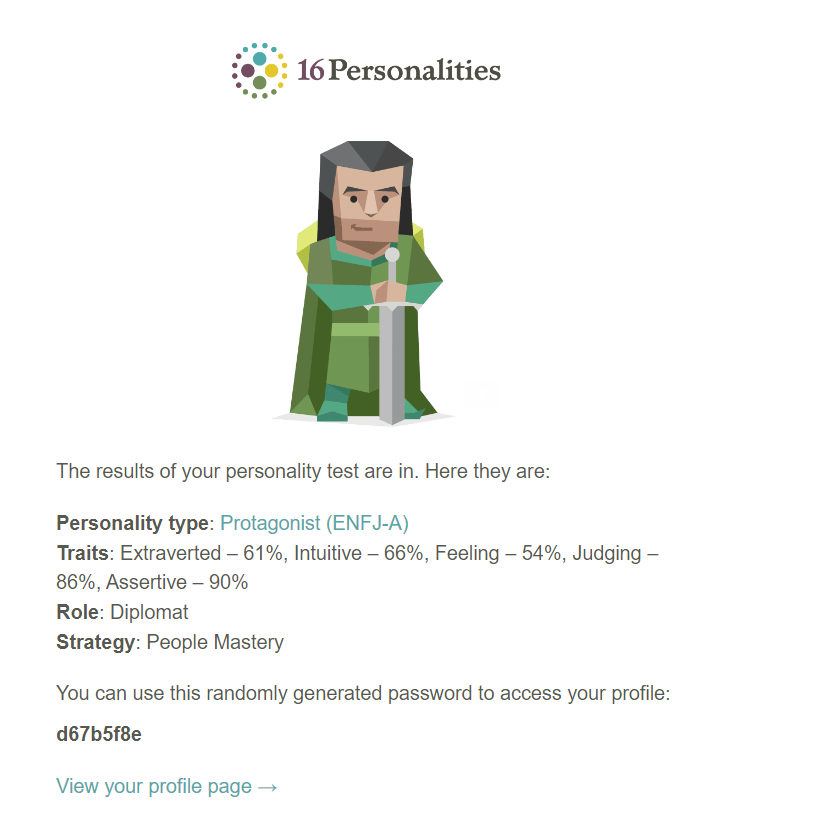 16Personalities
The results of your personality test are in. Here they are:
Personality type: Protagonist (ENFJ-A)
Traits: Extraverted – 61%, Intuitive – 66%, Feeling – 54%, Judging –
86%, Assertive – 90%
Role: Diplomat
Strategy: People Mastery
You can use this randomly generated password to access your profile:
d67b5f8e
View your profile page →